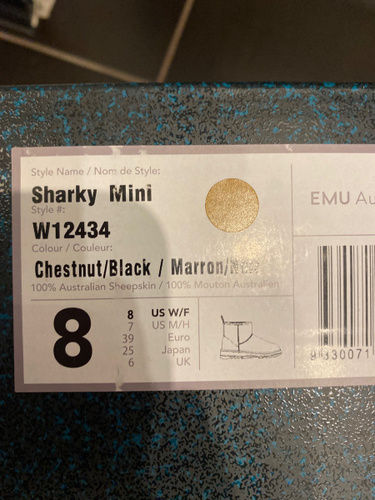 Style Name / Nom de Style:
Sharky Mini
Style #:
W12434
Colour / Couleur:
Chestnut/Black / Marron/
100% Australian Sheepskin / 100% Mouton Australien
8
8 US W/F
7 US M/H
39 Euro
25 Japan
6 UK
EMU Au
9330071